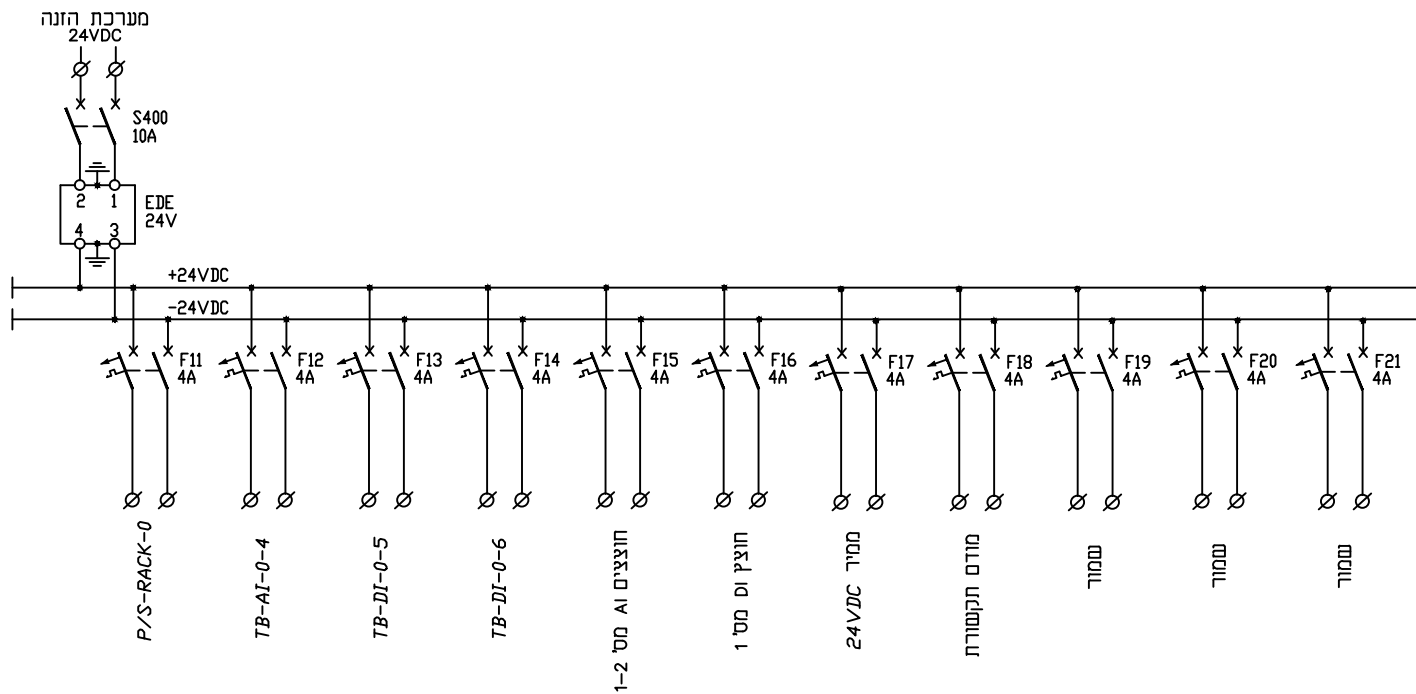 מערכת הזנה
24VDC
S400
10A
2 1
4 3
EDE
24V
+24VDC
-24VDC
F11
4A
F12
4A
F13
4A
F14
4A
F15
4A
F16
4A
F17
4A
F18
4A
F19
4A
F20
4A
F21
4A
P/S-RACK-0
TB-AI-0-4
TB-DI-0-5
TB-DI-0-6
חוצצים AI מס' 1-2
חוצץ DI מס' 1
ממיר 24VDC
מודם תקשורת
שמור
שמור
שמור